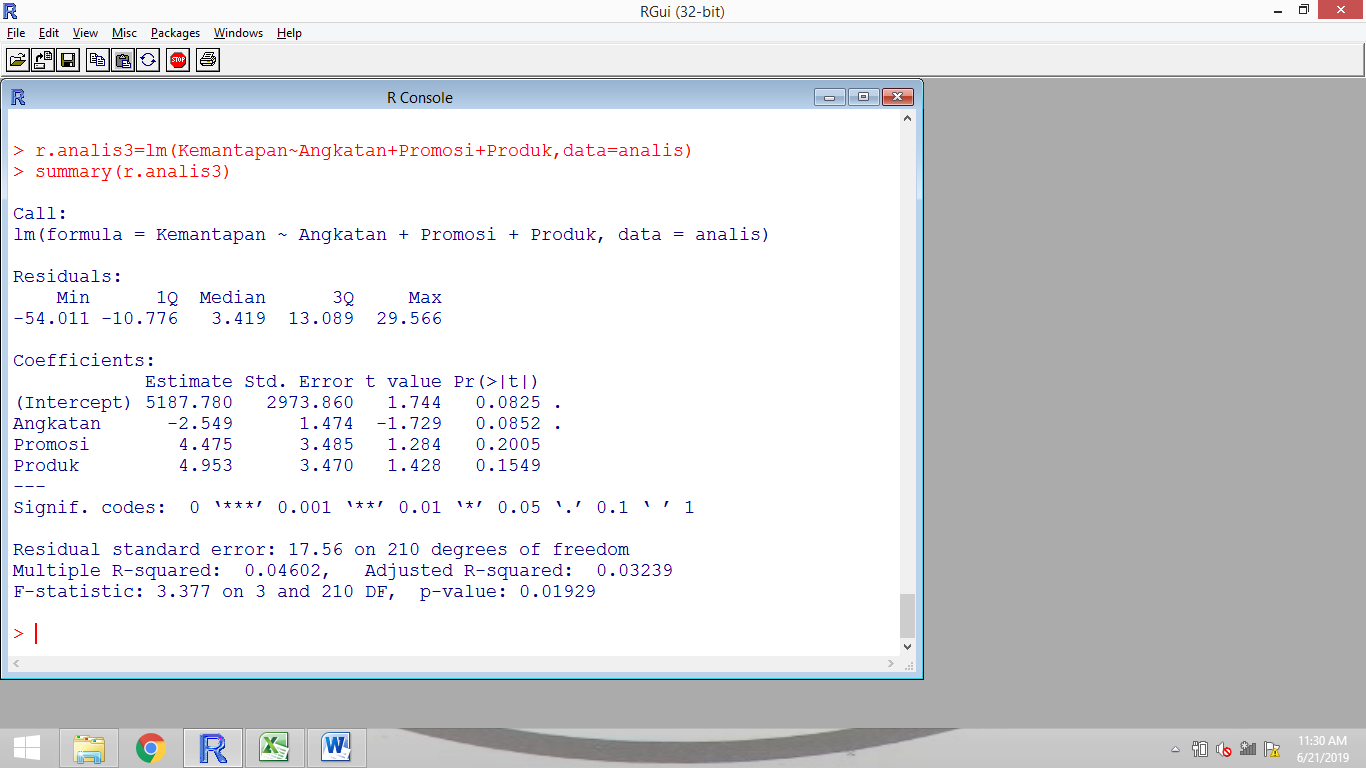 RGui (32-bit)
File Edit View Misc Packages Windows Help
STOP
R Console
> r.analis3=lm(Kemantapan~Angkatan+Promosi+Produk,data=analis)
> summary(r.analis3)
Call:
lm(formula = Kemantapan ~ Angkatan + Promosi + Produk, data = analis)
Residuals:
    Min      1Q  Median      3Q     Max
-54.011 -10.776   3.419  13.089  29.566
Coefficients:
            Estimate Std. Error t value Pr(>|t|)
(Intercept) 5187.780   2973.860   1.744   0.0825 .
Angkatan      -2.549      1.474  -1.729   0.0852 .
Promosi        4.475      3.485   1.284   0.2005
Produk         4.953      3.470   1.428   0.1549
---
Signif. codes:  0 ‘***’ 0.001 ‘**’ 0.01 ‘*’ 0.05 ‘.’ 0.1 ‘ ’ 1
Residual standard error: 17.56 on 210 degrees of freedom
Multiple R-squared:  0.04602,   Adjusted R-squared:  0.03239
F-statistic: 3.377 on 3 and 210 DF,  p-value: 0.01929
>
11:30 AM
6/21/2019